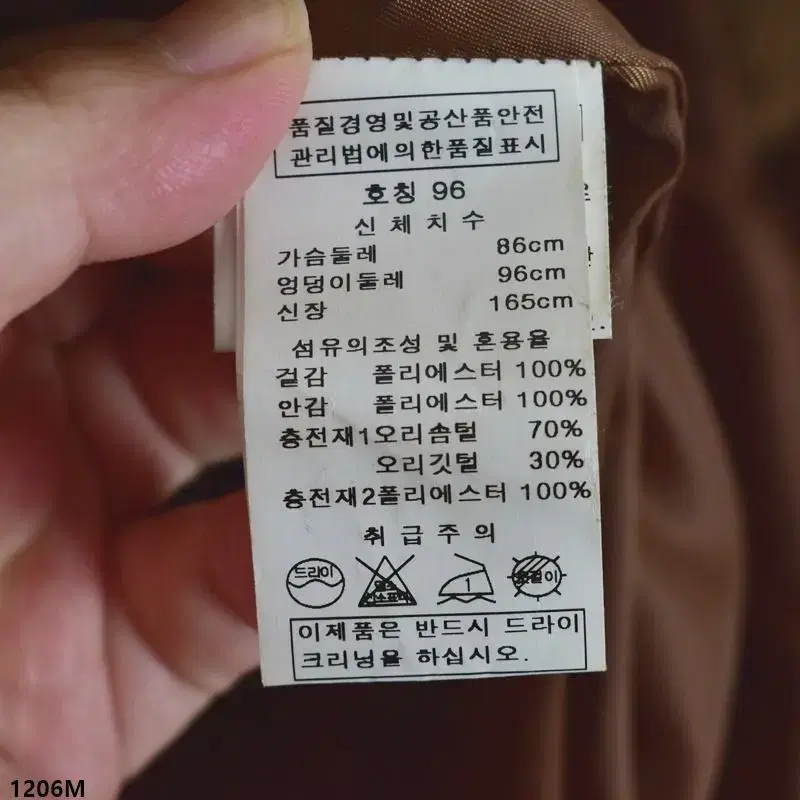 품질경영및공산품안전
관리법에의한품질표시
호칭 96
신체치수
가슴둘레 86cm
엉덩이둘레 96cm
신장 165cm
섬유의조성 및 혼용율
겉감 폴리에스터 100%
안감 폴리에스터 100%
충전재1오리솜털 70%
오리깃털 30%
충전재2폴리에스터 100%
취급주의
드라이
1
이제품은 반드시 드라이
크리닝을 하십시오.
1206M